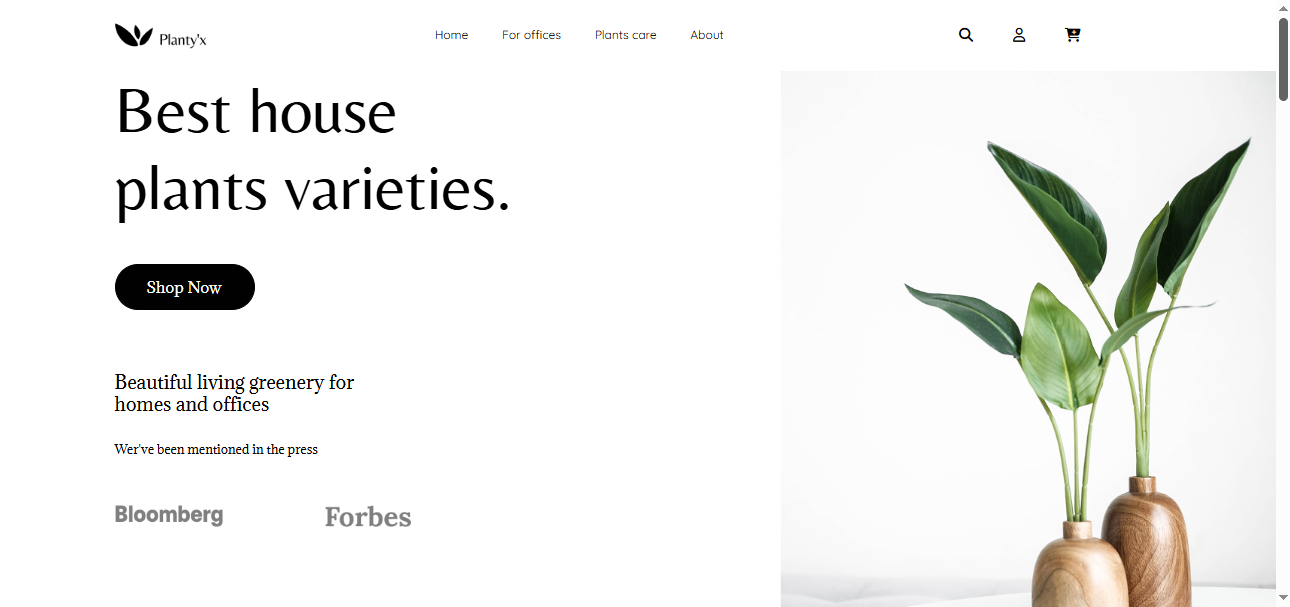 Planty'x
Home
For offices
Plants care
About
Best house
plants varieties.
Shop Now
Beautiful living greenery for
homes and offices
Wer've been mentioned in the press
Bloomberg
Forbes